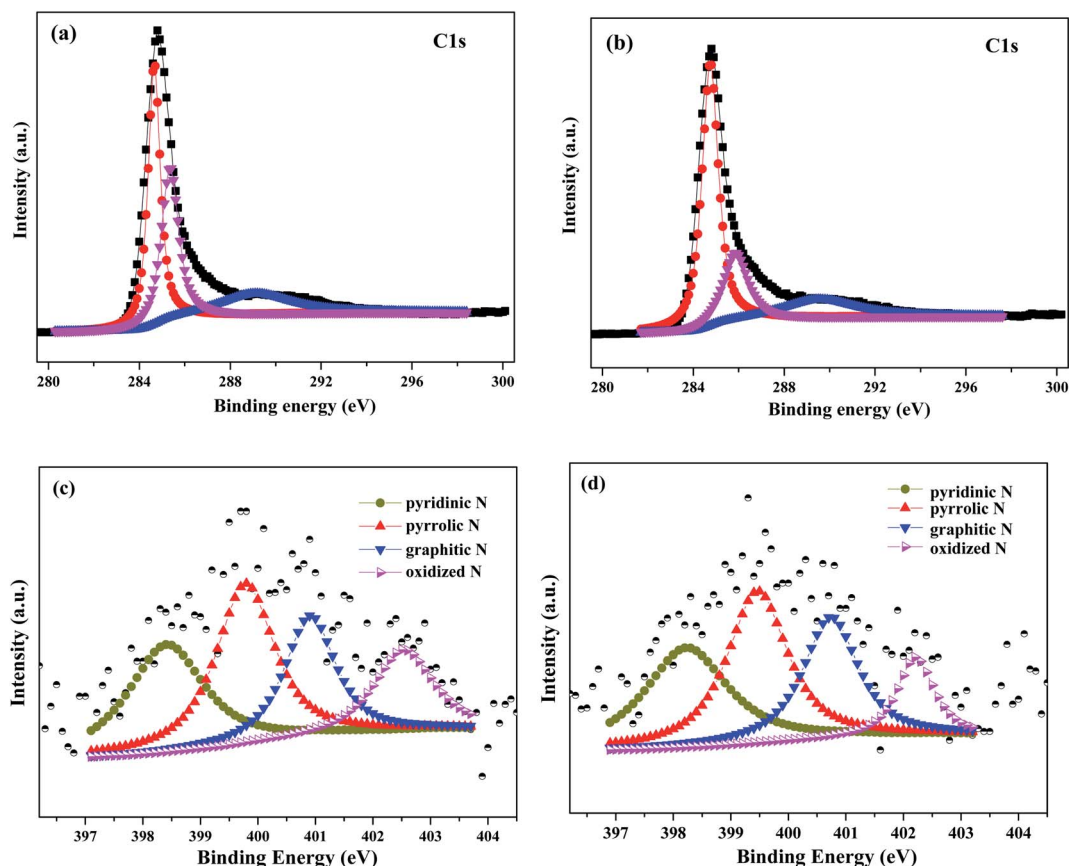 (a)
C1s
Intensity (a.u.)
280 284 288 292 296 300
Binding energy (eV)
(b)
C1s
Intensity (a.u.)
280 284 288 292 296 300
Binding energy (eV)
(c)
pyridinic N
pyrrolic N
graphitic N
oxidized N
Intensity (a.u.)
397 398 399 400 401 402 403 404
Binding Energy (eV)
(d)
pyridinic N
pyrrolic N
graphitic N
oxidized N
Intensity (a.u.)
397 398 399 400 401 402 403 404
Binding Energy (eV)